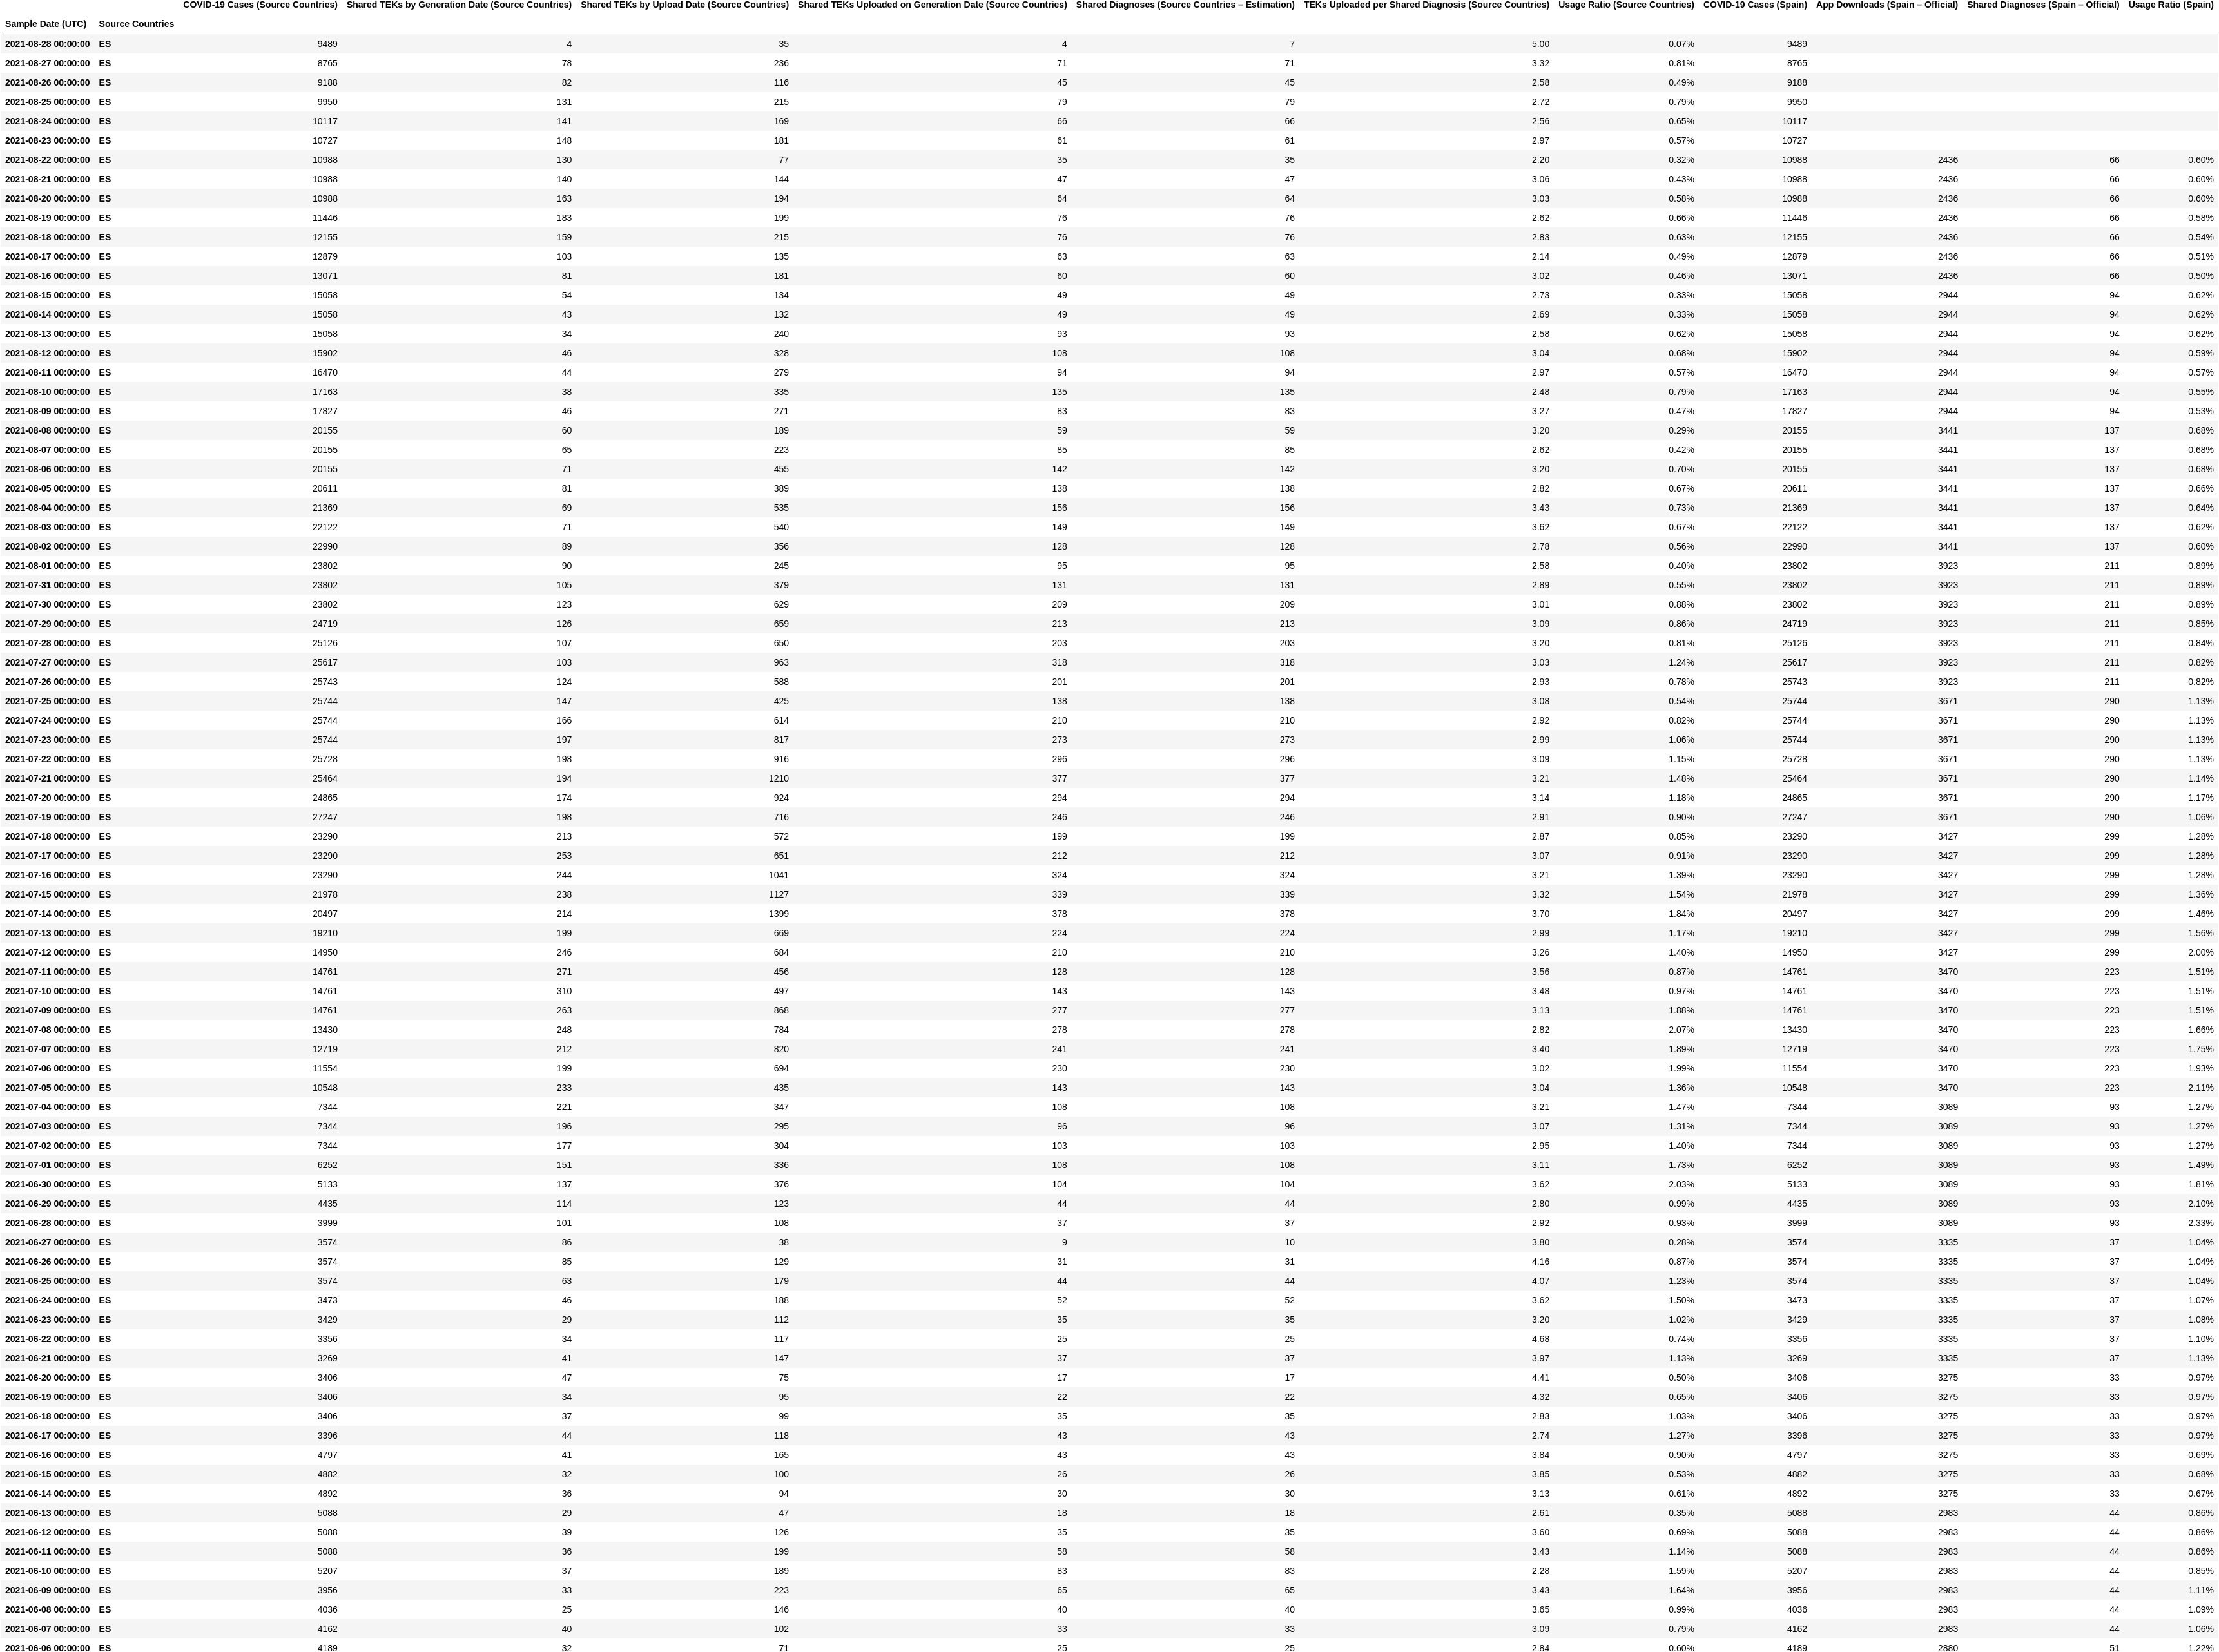 COVID-19 Cases (Source Countries) Shared TEKs by Generation Date (Source Countries) Shared TEKs by Upload Date (Source Countries) Shared TEKs Uploaded on Generation Date (Source Countries) Shared Diagnoses (Source Countries – Estimation) TEKs Uploaded per Shared Diagnosis (Source Countries) Usage Ratio (Source Countries) COVID-19 Cases (Spain) App Downloads (Spain – Official) Shared Diagnoses (Spain – Official) Usage Ratio (Spain)
Sample Date (UTC) Source Countries
2021-08-28 00:00:00 ES 9489 4 35 4 7 5.00 0.07% 9489
2021-08-27 00:00:00 ES 8765 78 236 71 71 3.32 0.81% 8765
2021-08-26 00:00:00 ES 9188 82 116 45 45 2.58 0.49% 9188
2021-08-25 00:00:00 ES 9950 131 215 79 79 2.72 0.79% 9950
2021-08-24 00:00:00 ES 10117 141 169 66 66 2.56 0.65% 10117
2021-08-23 00:00:00 ES 10727 148 181 61 61 2.97 0.57% 10727
2021-08-22 00:00:00 ES 10988 130 77 35 35 2.20 0.32% 10988 2436 66 0.60%
2021-08-21 00:00:00 ES 10988 140 144 47 47 3.06 0.43% 10988 2436 66 0.60%
2021-08-20 00:00:00 ES 10988 163 194 64 64 3.03 0.58% 10988 2436 66 0.60%
2021-08-19 00:00:00 ES 11446 183 199 76 76 2.62 0.66% 11446 2436 66 0.58%
2021-08-18 00:00:00 ES 12155 159 215 76 76 2.83 0.63% 12155 2436 66 0.54%
2021-08-17 00:00:00 ES 12879 103 135 63 63 2.14 0.49% 12879 2436 66 0.51%
2021-08-16 00:00:00 ES 13071 81 181 60 60 3.02 0.46% 13071 2436 66 0.50%
2021-08-15 00:00:00 ES 15058 54 134 49 49 2.73 0.33% 15058 2944 94 0.62%
2021-08-14 00:00:00 ES 15058 43 132 49 49 2.69 0.33% 15058 2944 94 0.62%
2021-08-13 00:00:00 ES 15058 34 240 93 93 2.58 0.62% 15058 2944 94 0.62%
2021-08-12 00:00:00 ES 15902 46 328 108 108 3.04 0.68% 15902 2944 94 0.59%
2021-08-11 00:00:00 ES 16470 44 279 94 94 2.97 0.57% 16470 2944 94 0.57%
2021-08-10 00:00:00 ES 17163 38 335 135 135 2.48 0.79% 17163 2944 94 0.55%
2021-08-09 00:00:00 ES 17827 46 271 83 83 3.27 0.47% 17827 2944 94 0.53%
2021-08-08 00:00:00 ES 20155 60 189 59 59 3.20 0.29% 20155 3441 137 0.68%
2021-08-07 00:00:00 ES 20155 65 223 85 85 2.62 0.42% 20155 3441 137 0.68%
2021-08-06 00:00:00 ES 20155 71 455 142 142 3.20 0.70% 20155 3441 137 0.68%
2021-08-05 00:00:00 ES 20611 81 389 138 138 2.82 0.67% 20611 3441 137 0.66%
2021-08-04 00:00:00 ES 21369 69 535 156 156 3.43 0.73% 21369 3441 137 0.64%
2021-08-03 00:00:00 ES 22122 71 540 149 149 3.62 0.67% 22122 3441 137 0.62%
2021-08-02 00:00:00 ES 22990 89 356 128 128 2.78 0.56% 22990 3441 137 0.60%
2021-08-01 00:00:00 ES 23802 90 245 95 95 2.58 0.40% 23802 3923 211 0.89%
2021-07-31 00:00:00 ES 23802 105 379 131 131 2.89 0.55% 23802 3923 211 0.89%
2021-07-30 00:00:00 ES 23802 123 629 209 209 3.01 0.88% 23802 3923 211 0.89%
2021-07-29 00:00:00 ES 24719 126 659 213 213 3.09 0.86% 24719 3923 211 0.85%
2021-07-28 00:00:00 ES 25126 107 650 203 203 3.20 0.81% 25126 3923 211 0.84%
2021-07-27 00:00:00 ES 25617 103 963 318 318 3.03 1.24% 25617 3923 211 0.82%
2021-07-26 00:00:00 ES 25743 124 588 201 201 2.93 0.78% 25743 3923 211 0.82%
2021-07-25 00:00:00 ES 25744 147 425 138 138 3.08 0.54% 25744 3671 290 1.13%
2021-07-24 00:00:00 ES 25744 166 614 210 210 2.92 0.82% 25744 3671 290 1.13%
2021-07-23 00:00:00 ES 25744 197 817 273 273 2.99 1.06% 25744 3671 290 1.13%
2021-07-22 00:00:00 ES 25728 198 916 296 296 3.09 1.15% 25728 3671 290 1.13%
2021-07-21 00:00:00 ES 25464 194 1210 377 377 3.21 1.48% 25464 3671 290 1.14%
2021-07-20 00:00:00 ES 24865 174 924 294 294 3.14 1.18% 24865 3671 290 1.17%
2021-07-19 00:00:00 ES 27247 198 716 246 246 2.91 0.90% 27247 3671 290 1.06%
2021-07-18 00:00:00 ES 23290 213 572 199 199 2.87 0.85% 23290 3427 299 1.28%
2021-07-17 00:00:00 ES 23290 253 651 212 212 3.07 0.91% 23290 3427 299 1.28%
2021-07-16 00:00:00 ES 23290 244 1041 324 324 3.21 1.39% 23290 3427 299 1.28%
2021-07-15 00:00:00 ES 21978 238 1127 339 339 3.32 1.54% 21978 3427 299 1.36%
2021-07-14 00:00:00 ES 20497 214 1399 378 378 3.70 1.84% 20497 3427 299 1.46%
2021-07-13 00:00:00 ES 19210 199 669 224 224 2.99 1.17% 19210 3427 299 1.56%
2021-07-12 00:00:00 ES 14950 246 684 210 210 3.26 1.40% 14950 3427 299 2.00%
2021-07-11 00:00:00 ES 14761 271 456 128 128 3.56 0.87% 14761 3470 223 1.51%
2021-07-10 00:00:00 ES 14761 310 497 143 143 3.48 0.97% 14761 3470 223 1.51%
2021-07-09 00:00:00 ES 14761 263 868 277 277 3.13 1.88% 14761 3470 223 1.51%
2021-07-08 00:00:00 ES 13430 248 784 278 278 2.82 2.07% 13430 3470 223 1.66%
2021-07-07 00:00:00 ES 12719 212 820 241 241 3.40 1.89% 12719 3470 223 1.75%
2021-07-06 00:00:00 ES 11554 199 694 230 230 3.02 1.99% 11554 3470 223 1.93%
2021-07-05 00:00:00 ES 10548 233 435 143 143 3.04 1.36% 10548 3470 223 2.11%
2021-07-04 00:00:00 ES 7344 221 347 108 108 3.21 1.47% 7344 3089 93 1.27%
2021-07-03 00:00:00 ES 7344 196 295 96 96 3.07 1.31% 7344 3089 93 1.27%
2021-07-02 00:00:00 ES 7344 177 304 103 103 2.95 1.40% 7344 3089 93 1.27%
2021-07-01 00:00:00 ES 6252 151 336 108 108 3.11 1.73% 6252 3089 93 1.49%
2021-06-30 00:00:00 ES 5133 137 376 104 104 3.62 2.03% 5133 3089 93 1.81%
2021-06-29 00:00:00 ES 4435 114 123 44 44 2.80 0.99% 4435 3089 93 2.10%
2021-06-28 00:00:00 ES 3999 101 108 37 37 2.92 0.93% 3999 3089 93 2.33%
2021-06-27 00:00:00 ES 3574 86 38 9 10 3.80 0.28% 3574 3335 37 1.04%
2021-06-26 00:00:00 ES 3574 85 129 31 31 4.16 0.87% 3574 3335 37 1.04%
2021-06-25 00:00:00 ES 3574 63 179 44 44 4.07 1.23% 3574 3335 37 1.04%
2021-06-24 00:00:00 ES 3473 46 188 52 52 3.62 1.50% 3473 3335 37 1.07%
2021-06-23 00:00:00 ES 3429 29 112 35 35 3.20 1.02% 3429 3335 37 1.08%
2021-06-22 00:00:00 ES 3356 34 117 25 25 4.68 0.74% 3356 3335 37 1.10%
2021-06-21 00:00:00 ES 3269 41 147 37 37 3.97 1.13% 3269 3335 37 1.13%
2021-06-20 00:00:00 ES 3406 47 75 17 17 4.41 0.50% 3406 3275 33 0.97%
2021-06-19 00:00:00 ES 3406 34 95 22 22 4.32 0.65% 3406 3275 33 0.97%
2021-06-18 00:00:00 ES 3406 37 99 35 35 2.83 1.03% 3406 3275 33 0.97%
2021-06-17 00:00:00 ES 3396 44 118 43 43 2.74 1.27% 3396 3275 33 0.97%
2021-06-16 00:00:00 ES 4797 41 165 43 43 3.84 0.90% 4797 3275 33 0.69%
2021-06-15 00:00:00 ES 4882 32 100 26 26 3.85 0.53% 4882 3275 33 0.68%
2021-06-14 00:00:00 ES 4892 36 94 30 30 3.13 0.61% 4892 3275 33 0.67%
2021-06-13 00:00:00 ES 5088 29 47 18 18 2.61 0.35% 5088 2983 44 0.86%
2021-06-12 00:00:00 ES 5088 39 126 35 35 3.60 0.69% 5088 2983 44 0.86%
2021-06-11 00:00:00 ES 5088 36 199 58 58 3.43 1.14% 5088 2983 44 0.86%
2021-06-10 00:00:00 ES 5207 37 189 83 83 2.28 1.59% 5207 2983 44 0.85%
2021-06-09 00:00:00 ES 3956 33 223 65 65 3.43 1.64% 3956 2983 44 1.11%
2021-06-08 00:00:00 ES 4036 25 146 40 40 3.65 0.99% 4036 2983 44 1.09%
2021-06-07 00:00:00 ES 4162 40 102 33 33 3.09 0.79% 4162 2983 44 1.06%
2021-06-06 00:00:00 ES 4189 32 71 25 25 2.84 0.60% 4189 2880 51 1.22%